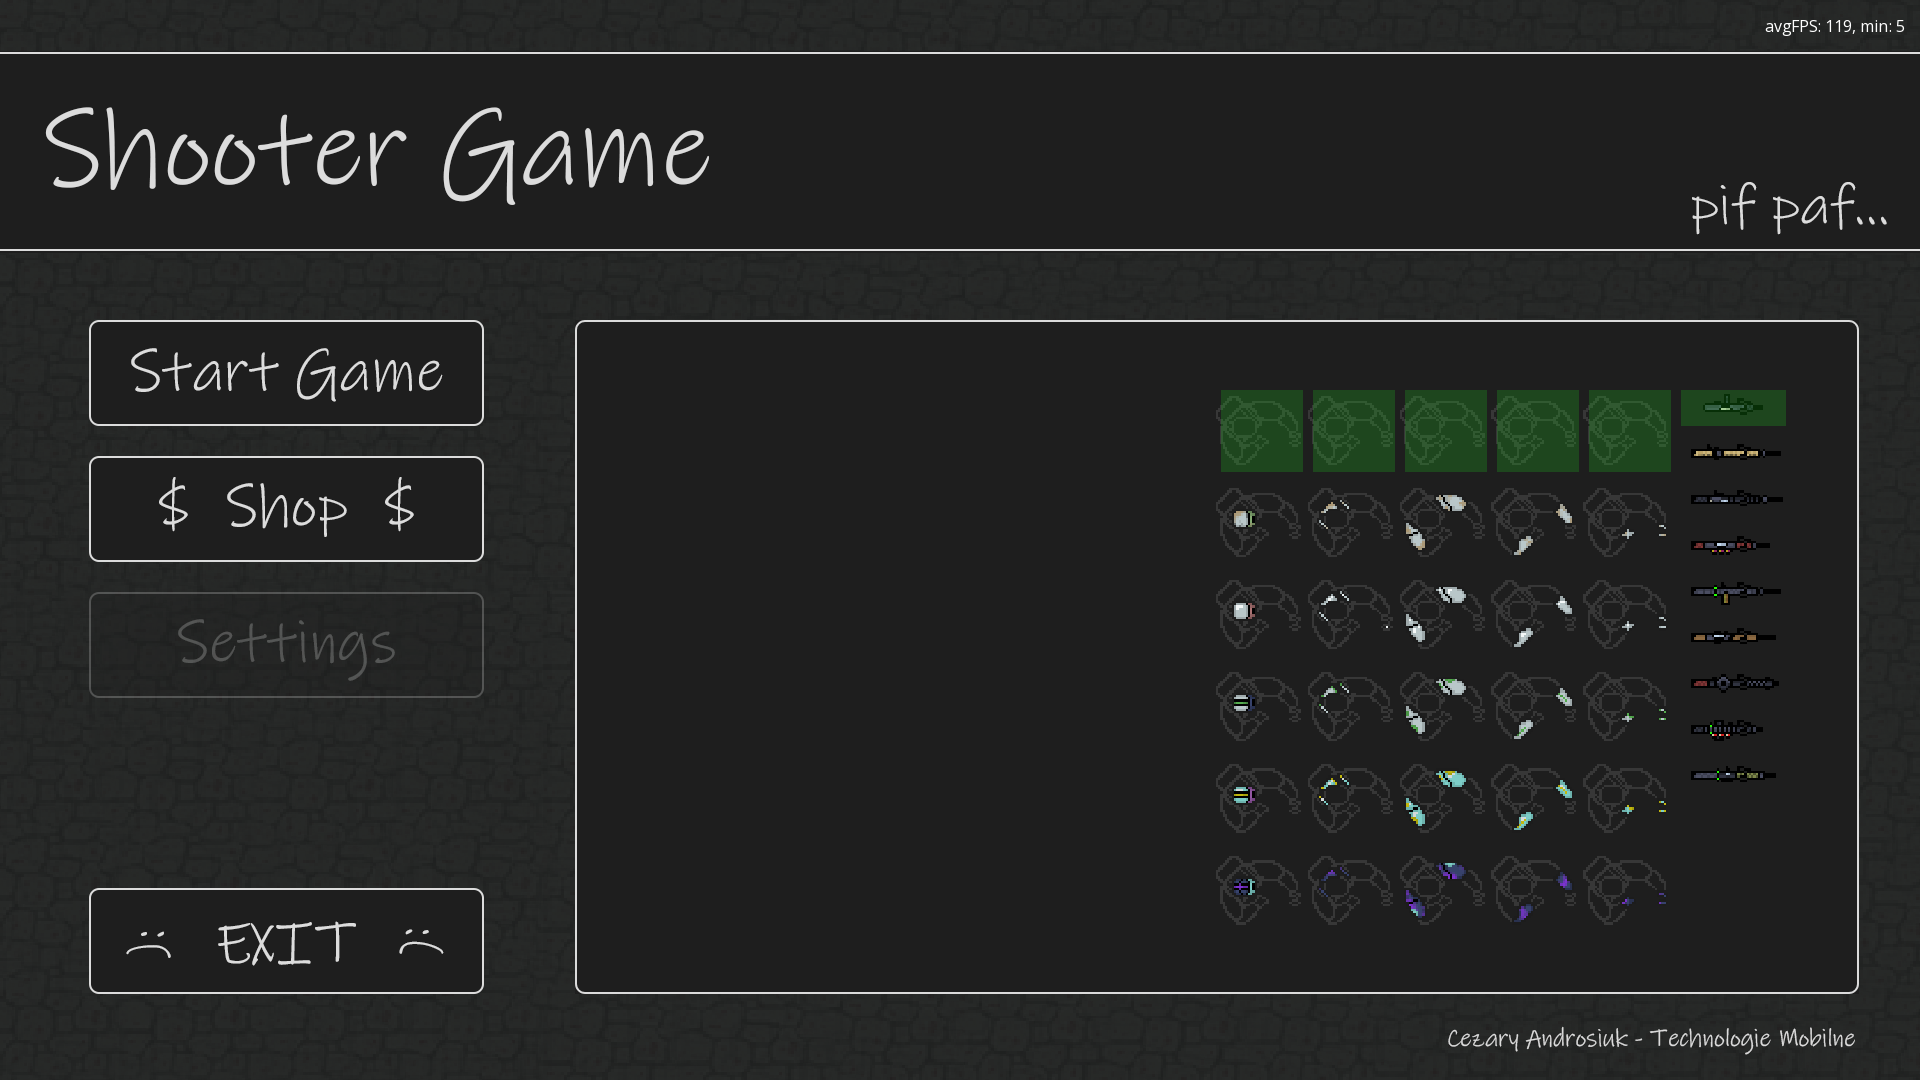 avgFPS: 119, min: 5
Shooter Game
pif paf...
Start Game
$ Shop $
Settings
EXIT
Cezary Androsiuk - Technologie Mobilne